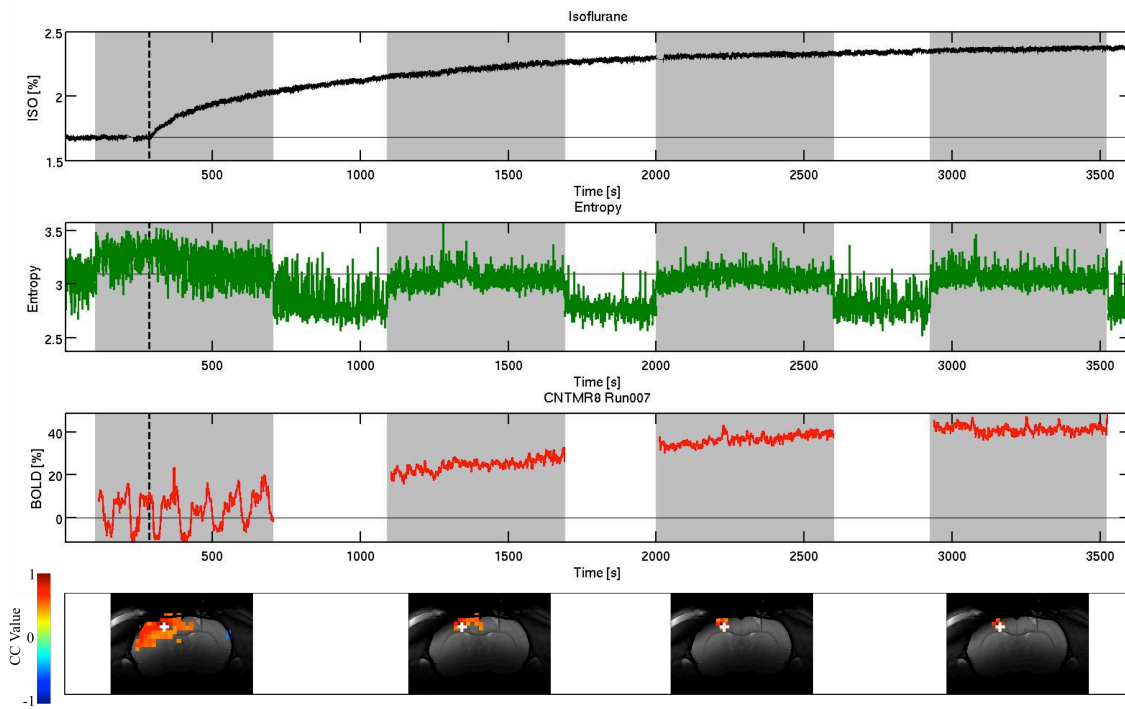 Isoflurane
2.5
2
1.5
ISO [%]
500 1000 1500 2000 2500 3000 3500
Time [s]
Entropy
3.5
3
2.5
Entropy
500 1000 1500 2000 2500 3000 3500
Time [s]
CNTMR8 Run007
40
20
0
BOLD [%]
500 1000 1500 2000 2500 3000 3500
Time [s]
1
0
-1
CC Value